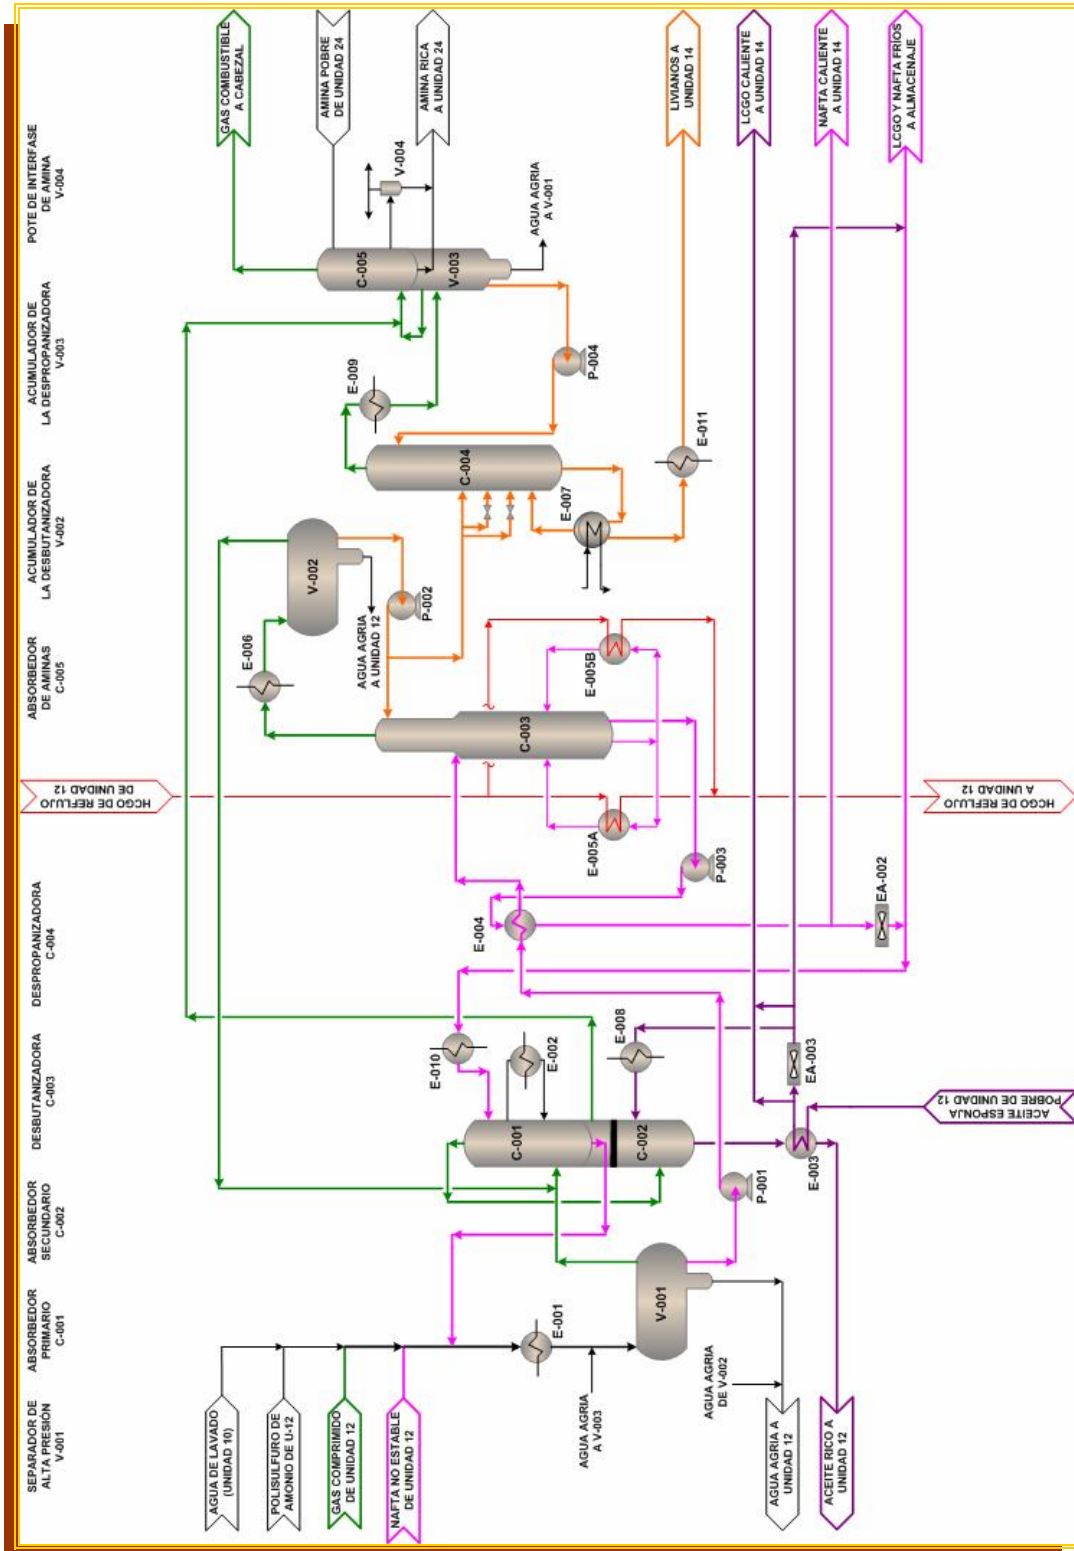 SEPARADOR DE
ALTA PRESIÓN
V-001
ABSORBEDOR
PRIMARIO
C-001
ABSORBEDOR
SECUNDARIO
C-002
DESBUTANIZADORA
C-003
DESPROPANIZADORA
C-004
ABSORBEDOR
DE AMINAS
C-005
ACUMULADOR DE
LA DESBUTANIZADORA
V-002
ACUMULADOR DE
LA DESPROPANIZADORA
V-003
POTE DE INTERFASE
DE AMINA
V-004
AGUA DE LAVADO
(UNIDAD 10)
POLISULFURO DE
AMONIO DE U-12
GAS COMPRIMIDO
DE UNIDAD 12
NAFTA NO ESTABLE
DE UNIDAD 12
HCGO DE REFLUJO
DE UNIDAD 12
GAS COMBUSTIBLE
A CABEZAL
AMINA POBRE
DE UNIDAD 24
AMINA RICA
A UNIDAD 24
V-004
C-005
V-003
AGUA AGRIA
A V-001
E-009
P-004
C-004
E-007
E-011
LIVIANOS A
UNIDAD 14
V-002
P-002
E-006
AGUA AGRIA
A UNIDAD 12
E-005B
C-003
E-005A
P-003
E-004
EA-002
E-010
E-002
E-008
C-001
C-002
EA-003
E-003
P-001
V-001
E-001
AGUA AGRIA
A V-003
AGUA AGRIA
DE V-002
AGUA AGRIA A
UNIDAD 12
ACEITE RICO A
UNIDAD 12
ACEITE ESPONJA
POBRE DE UNIDAD 12
HCGO DE REFLUJO
A UNIDAD 12
LCGO CALIENTE
A UNIDAD 14
NAFTA CALIENTE
A UNIDAD 14
LCGO Y NAFTA FRÍOS
A ALMACENAJE